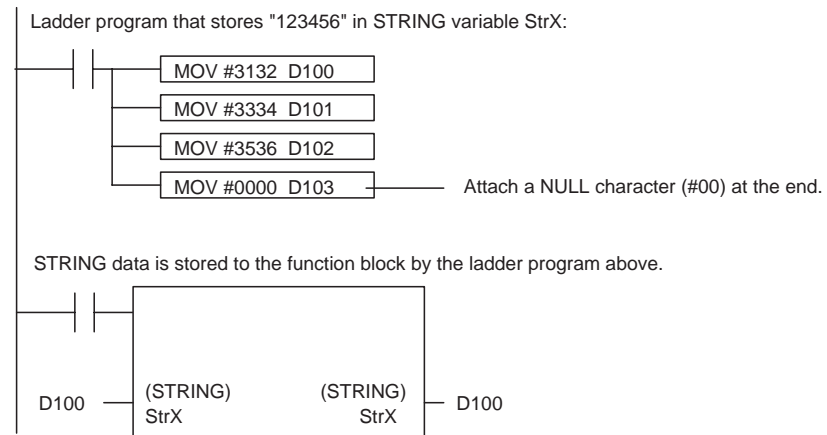 Ladder program that stores "123456" in STRING variable StrX:
MOV #3132 D100
MOV #3334 D101
MOV #3536 D102
MOV #0000 D103
Attach a NULL character (#00) at the end.
STRING data is stored to the function block by the ladder program above.
D100
(STRING)
StrX
(STRING)
StrX
D100